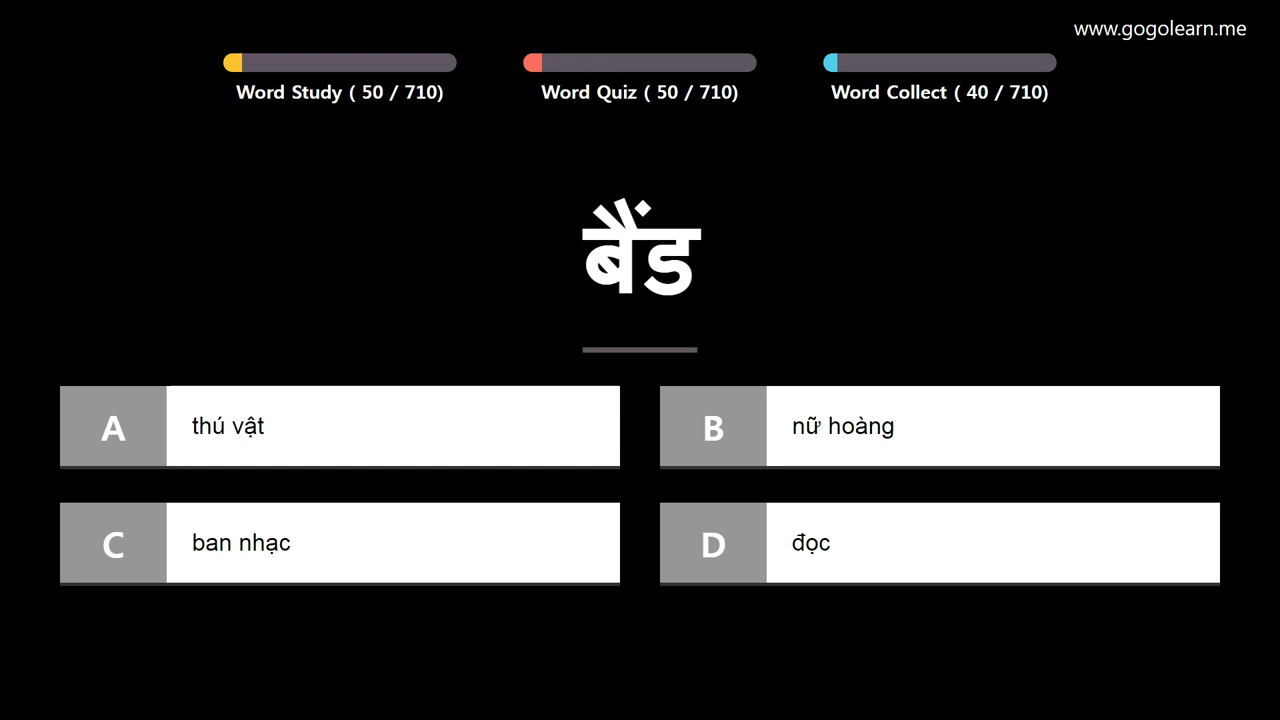 www.gogolearn.me
Word Study ( 50 / 710)
Word Quiz ( 50 / 710)
Word Collect ( 40 / 710)
बैंड
A thú vật
B nữ hoàng
C ban nhạc
D đọc